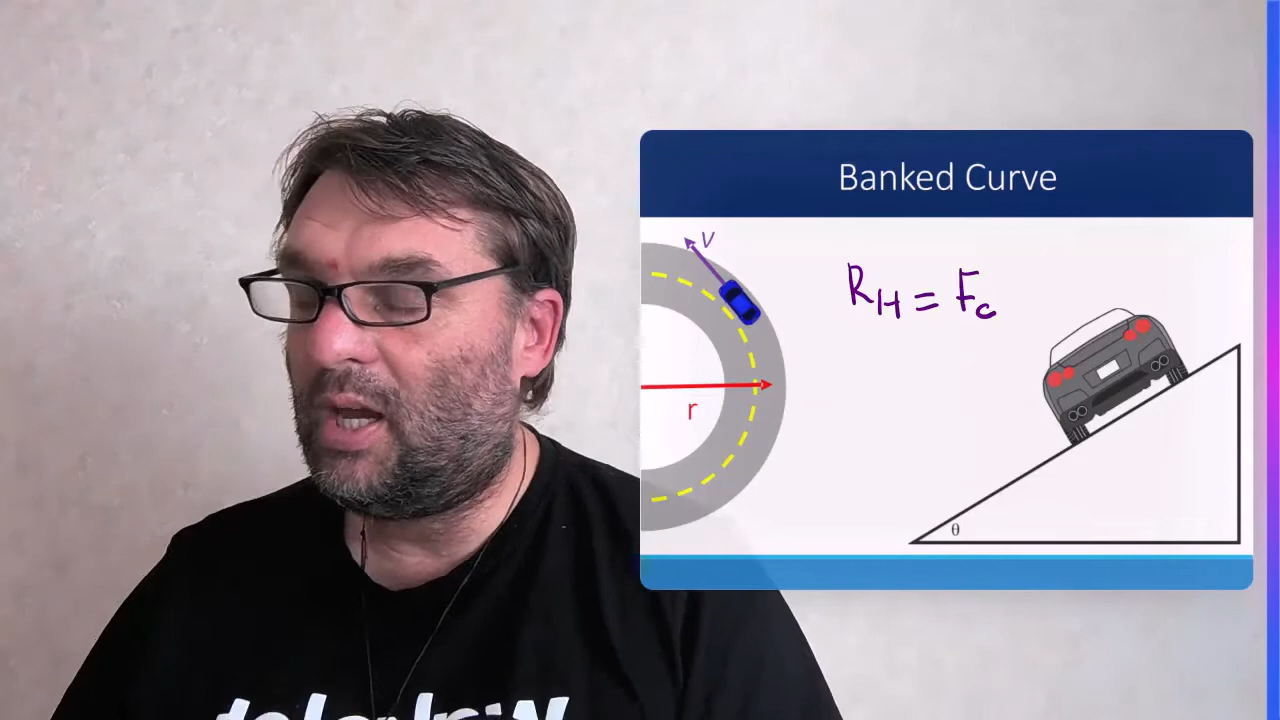 Banked Curve
v
R_H = F_c
r
θ